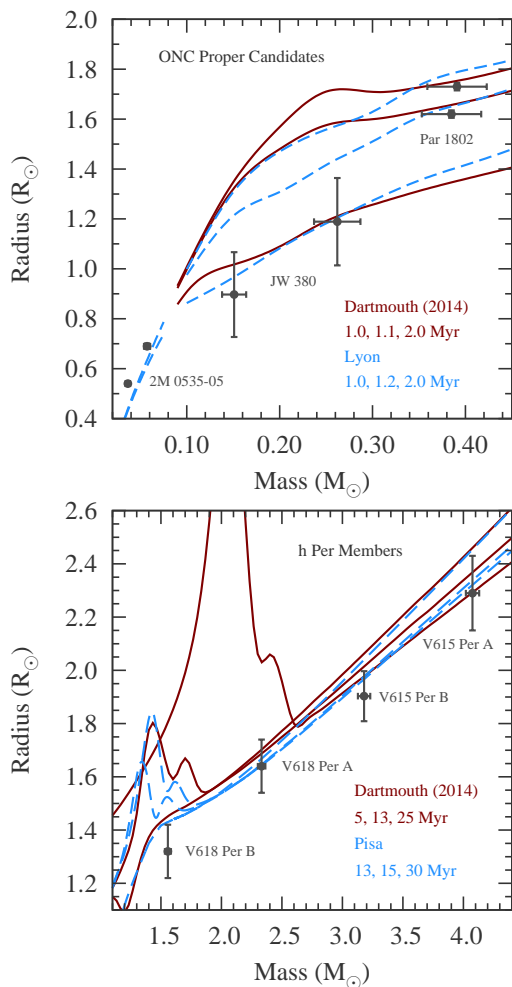 2.0
1.8
1.6
1.4
1.2
1.0
0.8
0.6
0.4
Radius (R⊙)
ONC Proper Candidates
Par 1802
JW 380
2M 0535-05
Dartmouth (2014)
1.0, 1.1, 2.0 Myr
Lyon
1.0, 1.2, 2.0 Myr
0.10 0.20 0.30 0.40
Mass (M⊙)
2.6
2.4
2.2
2.0
1.8
1.6
1.4
1.2
Radius (R⊙)
h Per Members
V615 Per A
V615 Per B
V618 Per A
V618 Per B
Dartmouth (2014)
5, 13, 25 Myr
Pisa
13, 15, 30 Myr
1.5 2.0 2.5 3.0 3.5 4.0
Mass (M⊙)